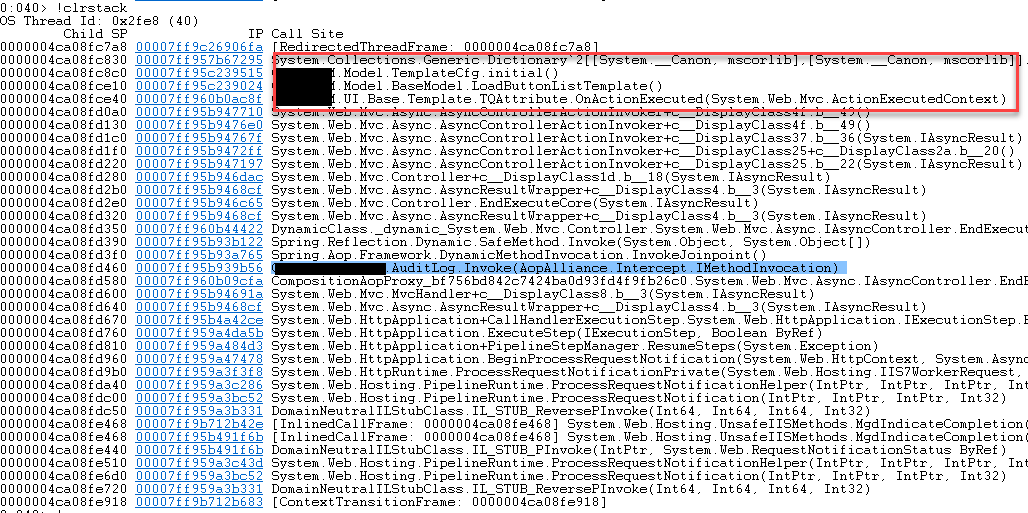 0:040> !clrstack
OS Thread Id: 0x2fe8 (40)
Child SP IP Call Site
0000004ca08fc7a8 00007ff9c26906fa [RedirectedThreadFrame: 0000004ca08fc7a8]
0000004ca08fc830 00007ff957b67295 System.Collections.Generic.Dictionary`2[[System.__Canon, mscorlib],[System.__Canon, mscorlib]].
0000004ca08fc8c0 00007ff95c239515 .Model.TemplateCfg.initial()
0000004ca08fce10 00007ff95c239024 .Model.BaseModel.LoadButtonListTemplate()
0000004ca08fce40 00007ff960b0ac8f .UI.Base.Template.TQAttribute.OnActionExecuted(System.Web.Mvc.ActionExecutedContext)
0000004ca08fd0a0 00007ff95b947710 System.Web.Mvc.Async.AsyncControllerActionInvoker+c__DisplayClass4f.b__49()
0000004ca08fd130 00007ff95b9476e0 System.Web.Mvc.Async.AsyncControllerActionInvoker+c__DisplayClass4f.b__49()
0000004ca08fd1c0 00007ff95b94767f System.Web.Mvc.Async.AsyncControllerActionInvoker+c__DisplayClass37.b__36(System.IAsyncResult)
0000004ca08fd1f0 00007ff95b9472ff System.Web.Mvc.Async.AsyncControllerActionInvoker+c__DisplayClass25+c__DisplayClass2a.b__20()
0000004ca08fd220 00007ff95b947197 System.Web.Mvc.Async.AsyncControllerActionInvoker+c__DisplayClass25.b__22(System.IAsyncResult)
0000004ca08fd280 00007ff95b946dac System.Web.Mvc.Controller+c__DisplayClass1d.b__18(System.IAsyncResult)
0000004ca08fd2b0 00007ff95b9468cf System.Web.Mvc.Async.AsyncResultWrapper+c__DisplayClass4.b__3(System.IAsyncResult)
0000004ca08fd2e0 00007ff95b946c65 System.Web.Mvc.Controller.EndExecuteCore(System.IAsyncResult)
0000004ca08fd320 00007ff95b9468cf System.Web.Mvc.Async.AsyncResultWrapper+c__DisplayClass4.b__3(System.IAsyncResult)
0000004ca08fd350 00007ff960b44422 DynamicClass._dynamic_System.Web.Mvc.Controller.System.Web.Mvc.Async.IAsyncController.EndExecu
0000004ca08fd390 00007ff95b93b122 Spring.Reflection.Dynamic.SafeMethod.Invoke(System.Object, System.Object[])
0000004ca08fd3f0 00007ff95b93a765 Spring.Aop.Framework.DynamicMethodInvocation.InvokeJoinpoint()
0000004ca08fd460 00007ff95b939b56 .AuditLog.Invoke(AopAlliance.Intercept.IMethodInvocation)
0000004ca08fd580 00007ff960b09cfa CompositionAopProxy_bf756bd842c7424ba0d93fd4f9fb26c0.System.Web.Mvc.Async.IAsyncController.EndE
0000004ca08fd600 00007ff95b94691a System.Web.Mvc.MvcHandler+c__DisplayClass8.b__3(System.IAsyncResult)
0000004ca08fd640 00007ff95b9468cf System.Web.Mvc.Async.AsyncResultWrapper+c__DisplayClass4.b__3(System.IAsyncResult)
0000004ca08fd670 00007ff95b4a42ce System.Web.HttpApplication+CallHandlerExecutionStep.System.Web.HttpApplication.IExecutionStep.E
0000004ca08fd760 00007ff959a4da5b System.Web.HttpApplication.ExecuteStep(IExecutionStep, Boolean ByRef)
0000004ca08fd810 00007ff959a484d3 System.Web.HttpApplication+PipelineStepManager.ResumeSteps(System.Exception)
0000004ca08fd960 00007ff959a47478 System.Web.HttpApplication.BeginProcessRequestNotification(System.Web.HttpContext, System.Async
0000004ca08fd9b0 00007ff959a3f3f8 System.Web.HttpRuntime.ProcessRequestNotificationPrivate(System.Web.Hosting.IIS7WorkerRequest,
0000004ca08fda40 00007ff959a3c286 System.Web.Hosting.PipelineRuntime.ProcessRequestNotificationHelper(IntPtr, IntPtr, IntPtr, Int
0000004ca08fdc00 00007ff959a3bc52 System.Web.Hosting.PipelineRuntime.ProcessRequestNotification(IntPtr, IntPtr, IntPtr, Int32)
0000004ca08fdc50 00007ff959a3b331 DomainNeutralILStubClass.IL_STUB_ReversePInvoke(Int64, Int64, Int64, Int32)
0000004ca08fe468 00007ff9b712b42e [InlinedCallFrame: 0000004ca08fe468] System.Web.Hosting.UnsafeIISMethods.MgdIndicateCompletion(
0000004ca08fe468 00007ff95b491f6b [InlinedCallFrame: 0000004ca08fe468] System.Web.Hosting.UnsafeIISMethods.MgdIndicateCompletion(
0000004ca08fe440 00007ff95b491f6b DomainNeutralILStubClass.IL_STUB_PInvoke(IntPtr, System.Web.RequestNotificationStatus ByRef)
0000004ca08fe510 00007ff959a3c43d System.Web.Hosting.PipelineRuntime.ProcessRequestNotificationHelper(IntPtr, IntPtr, IntPtr, Int
0000004ca08fe6d0 00007ff959a3bc52 System.Web.Hosting.PipelineRuntime.ProcessRequestNotification(IntPtr, IntPtr, IntPtr, Int32)
0000004ca08fe720 00007ff959a3b331 DomainNeutralILStubClass.IL_STUB_ReversePInvoke(Int64, Int64, Int64, Int32)
0000004ca08fe918 00007ff9b712b683 [ContextTransitionFrame: 0000004ca08fe918]